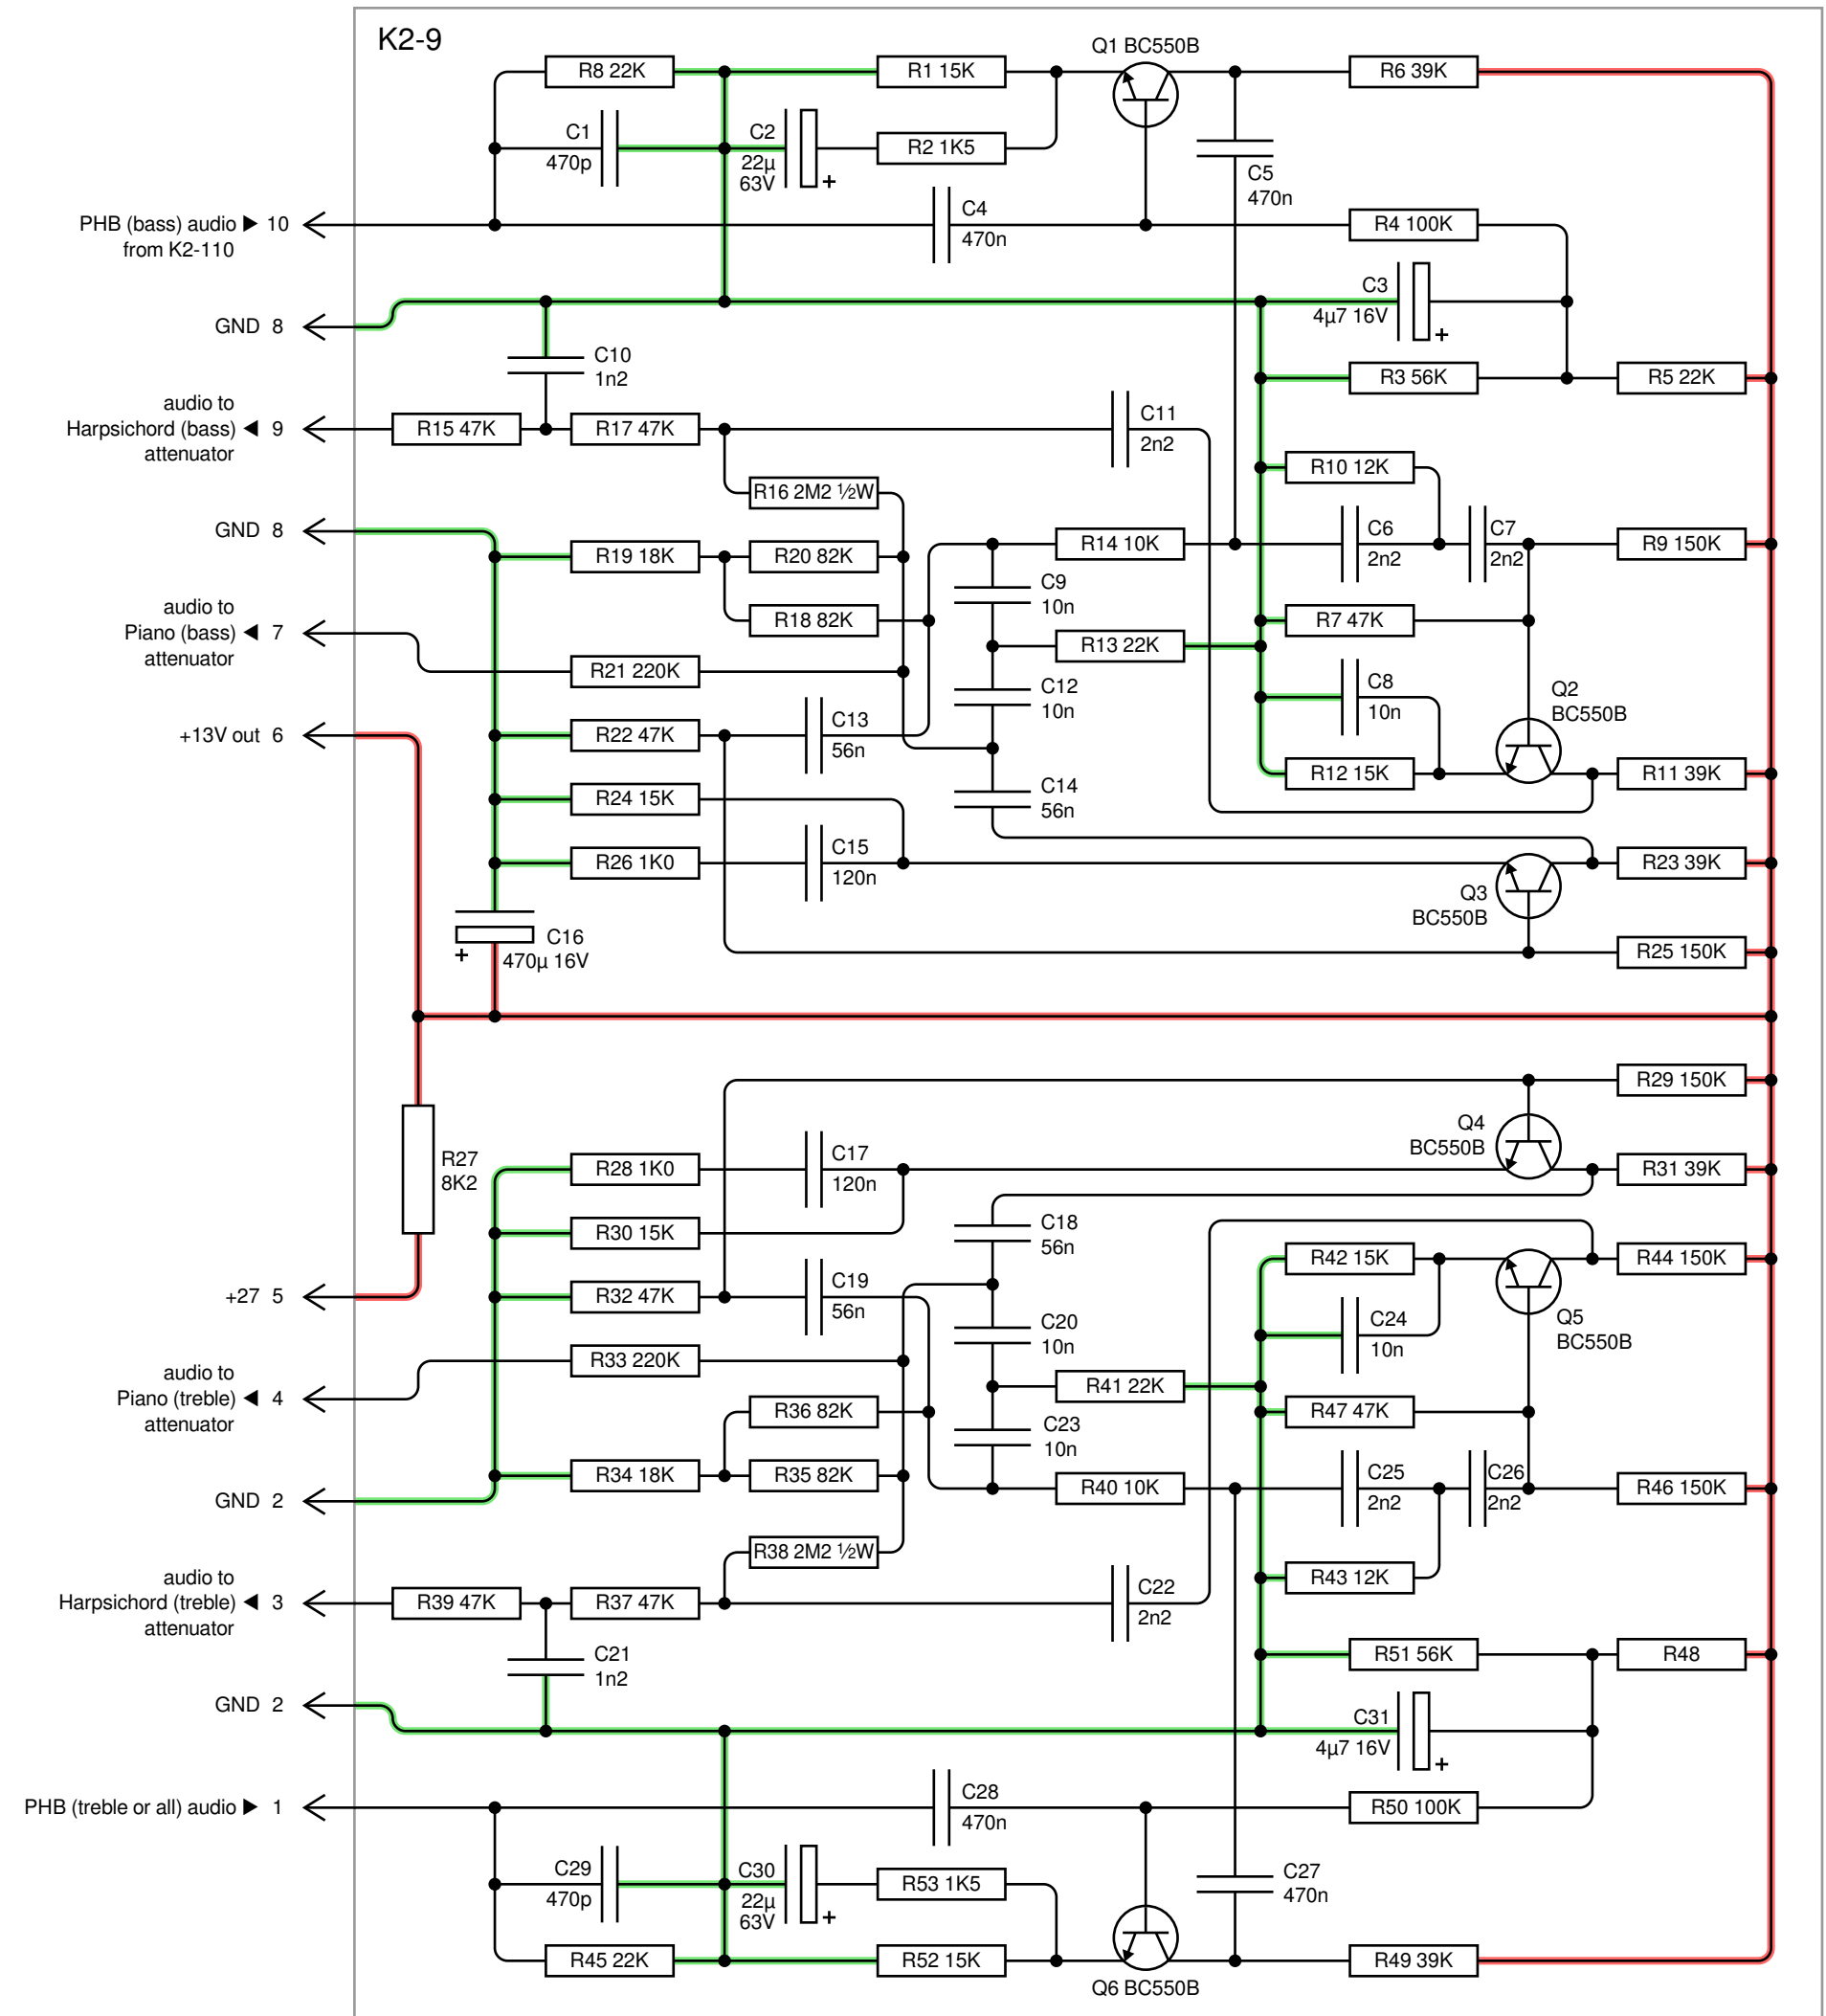 K2-9
Q1 BC550B
R8 22K
R1 15K
R6 39K
C1
470p
C2
22µ
63V
+
R2 1K5
C5
470n
PHB (bass) audio ▶ 10
from K2-110
C4
470n
R4 100K
GND 8
C3
4µ7 16V
+
C10
1n2
R3 56K
R5 22K
audio to
Harpsichord (bass) ◀ 9
attenuator
R15 47K
R17 47K
C11
2n2
R10 12K
R16 2M2 ½W
GND 8
R19 18K
R20 82K
R14 10K
C6
2n2
C7
2n2
R9 150K
C9
10n
R18 82K
R7 47K
audio to
Piano (bass) ◀ 7
attenuator
R13 22K
R21 220K
C12
10n
C8
10n
Q2
BC550B
+13V out 6
R22 47K
C13
56n
R12 15K
R11 39K
R24 15K
C14
56n
R26 1K0
C15
120n
R23 39K
Q3
BC550B
C16
+
470µ 16V
R25 150K
R29 150K
Q4
BC550B
R27
8K2
R28 1K0
C17
120n
R31 39K
R30 15K
C18
56n
R42 15K
R44 150K
+27 5
R32 47K
C19
56n
C20
10n
C24
10n
Q5
BC550B
audio to
Piano (treble) ◀ 4
attenuator
R33 220K
R41 22K
R36 82K
C23
10n
R47 47K
R34 18K
R35 82K
R40 10K
C25
2n2
C26
2n2
R46 150K
GND 2
R38 2M2 ½W
R43 12K
audio to
Harpsichord (treble) ◀ 3
attenuator
R39 47K
R37 47K
C22
2n2
C21
1n2
R51 56K
R48
GND 2
C31
4µ7 16V
+
PHB (treble or all) audio ▶ 1
C28
470n
R50 100K
C29
470p
C30
22µ
63V
+
R53 1K5
C27
470n
R45 22K
R52 15K
R49 39K
Q6 BC550B